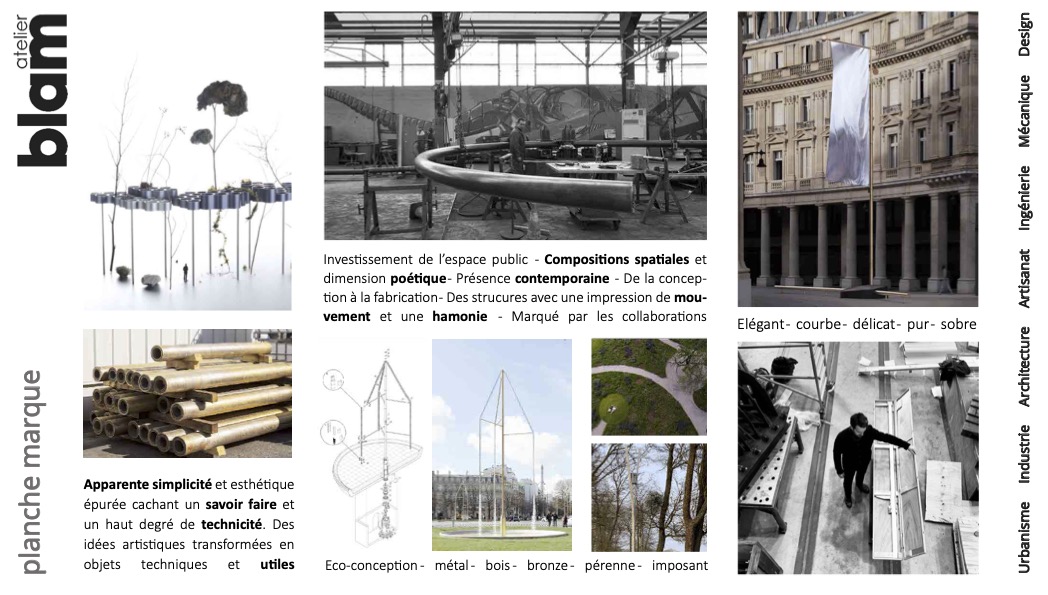 atelier
blam
planche marque
Investissement de l'espace public - Compositions spatiales et
dimension poétique- Présence contemporaine - De la concep-
tion à la fabrication- Des strucures avec une impression de mou-
vement et une hamonie - Marqué par les collaborations
Elégant- courbe- délicat- pur- sobre
Apparente simplicité et esthétique
épurée cachant un savoir faire et
un haut degré de technicité. Des
idées artistiques transformées en
objets techniques et utiles
Eco-conception- métal- bois- bronze- pérenne- imposant
Urbanisme Industrie Architecture Artisanat Ingénierie Mécanique Design